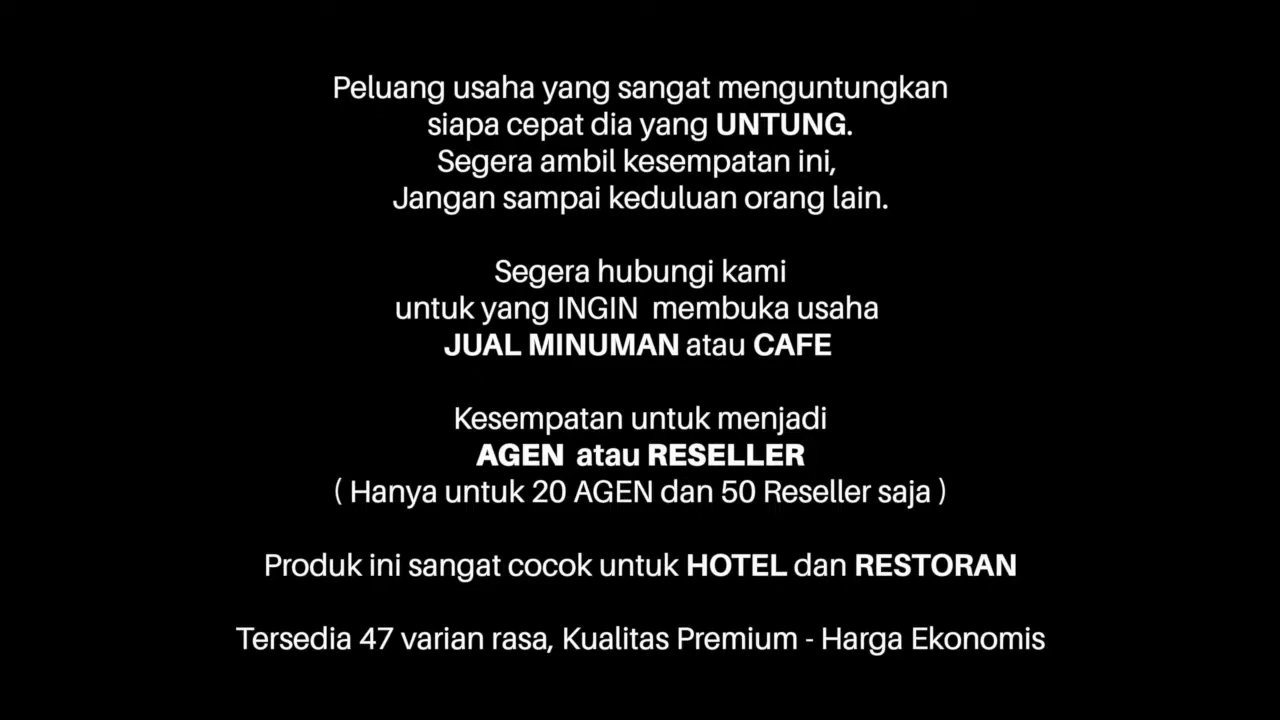 Peluang usaha yang sangat menguntungkan
siapa cepat dia yang UNTUNG.
Segera ambil kesempatan ini,
Jangan sampai keduluan orang lain.
Segera hubungi kami
untuk yang INGIN membuka usaha
JUAL MINUMAN atau CAFE
Kesempatan untuk menjadi
AGEN atau RESELLER
( Hanya untuk 20 AGEN dan 50 Reseller saja )
Produk ini sangat cocok untuk HOTEL dan RESTORAN
Tersedia 47 varian rasa, Kualitas Premium - Harga Ekonomis